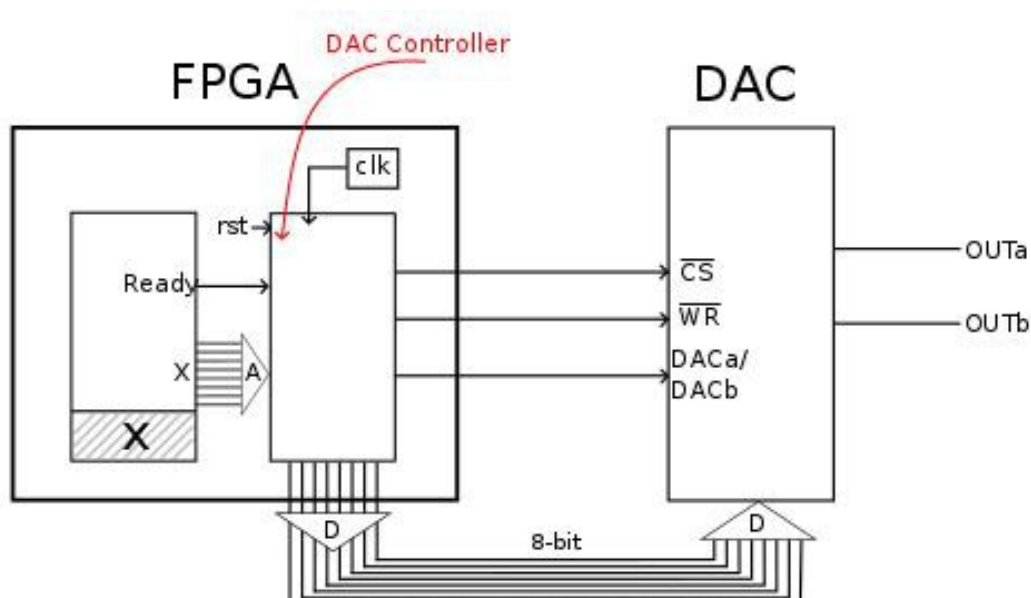 DAC Controller
FPGA
DAC
clk
rst
Ready
X
A
X
CS
WR
DACa/
DACb
OUTa
OUTb
D
8-bit
D